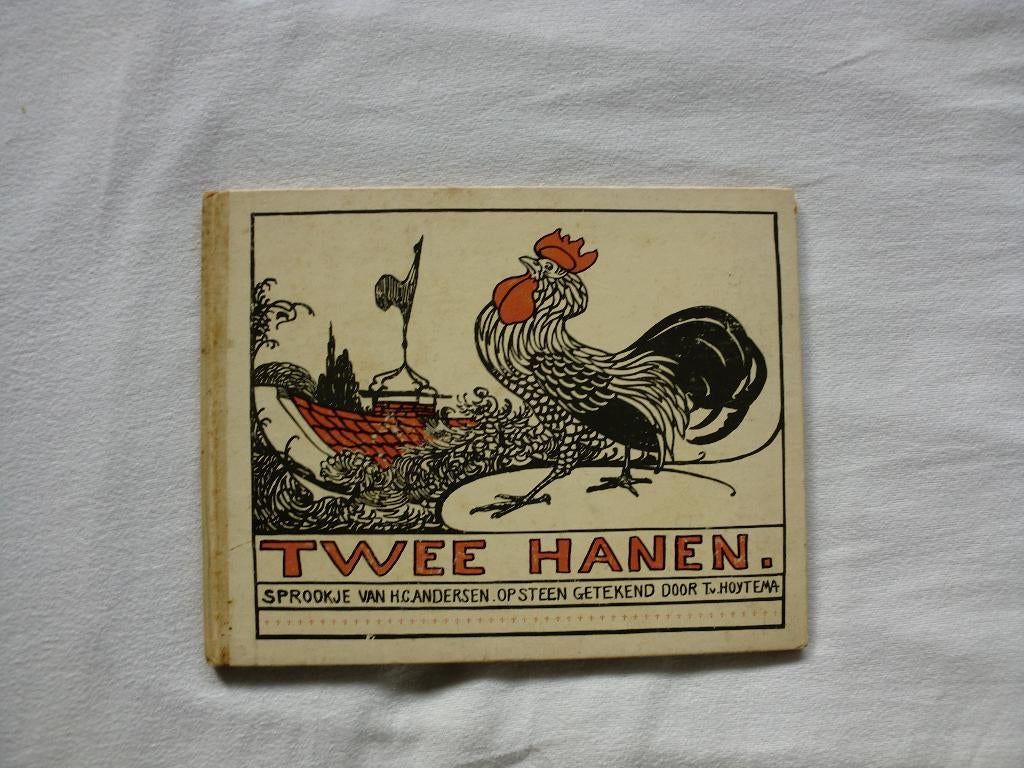 TWEE HANEN.
SPROOKJE VAN H.C.ANDERSEN.OP STEEN GETEKEND DOOR T.v.HOYTEMA